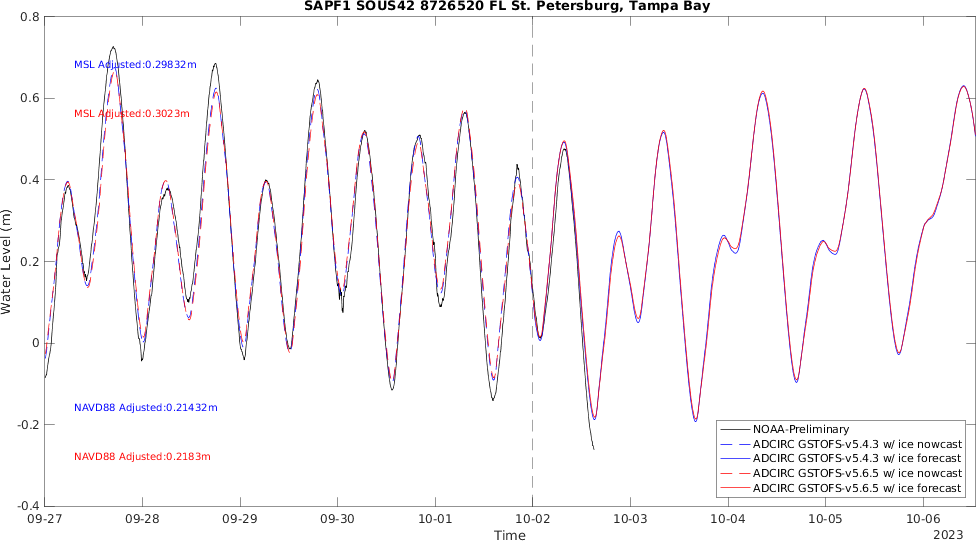 SAPF1 SOUS42 8726520 FL St. Petersburg, Tampa Bay
0.8
0.6
0.4
0.2
0
-0.2
-0.4
Water Level (m)
MSL Adjusted:0.29832m
MSL Adjusted:0.3023m
NAVD88 Adjusted:0.21432m
NAVD88 Adjusted:0.2183m
NOAA-Preliminary
ADCIRC GSTOFS-v5.4.3 w/ ice nowcast
ADCIRC GSTOFS-v5.4.3 w/ ice forecast
ADCIRC GSTOFS-v5.6.5 w/ ice nowcast
ADCIRC GSTOFS-v5.6.5 w/ ice forecast
09-27 09-28 09-29 09-30 10-01 10-02 10-03 10-04 10-05 10-06
Time
2023